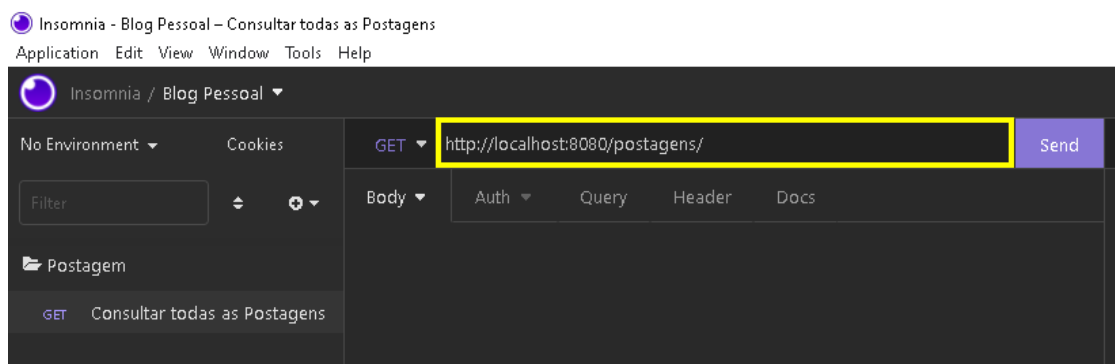 Insomnia - Blog Pessoal – Consultar todas as Postagens
Application Edit View Window Tools Help
Insomnia / Blog Pessoal
No Environment Cookies GET http://localhost:8080/postagens/ Send
Filter Body Auth Query Header Docs
Postagem
GET Consultar todas as Postagens